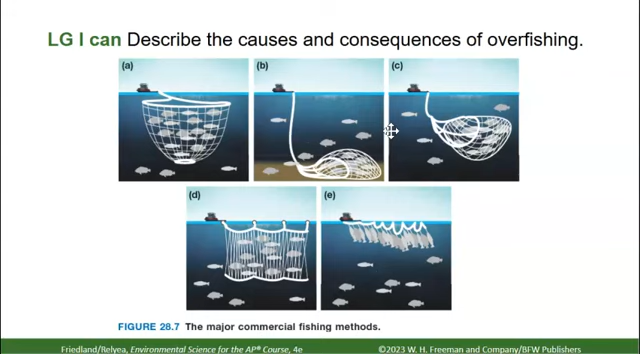 LG I can Describe the causes and consequences of overfishing.
(a)
(b)
(c)
(d)
(e)
FIGURE 28.7 The major commercial fishing methods.
Friedland/Relyea, Environmental Science for the AP® Course, 4e
©2023 W. H. Freeman and Company/BFW Publishers